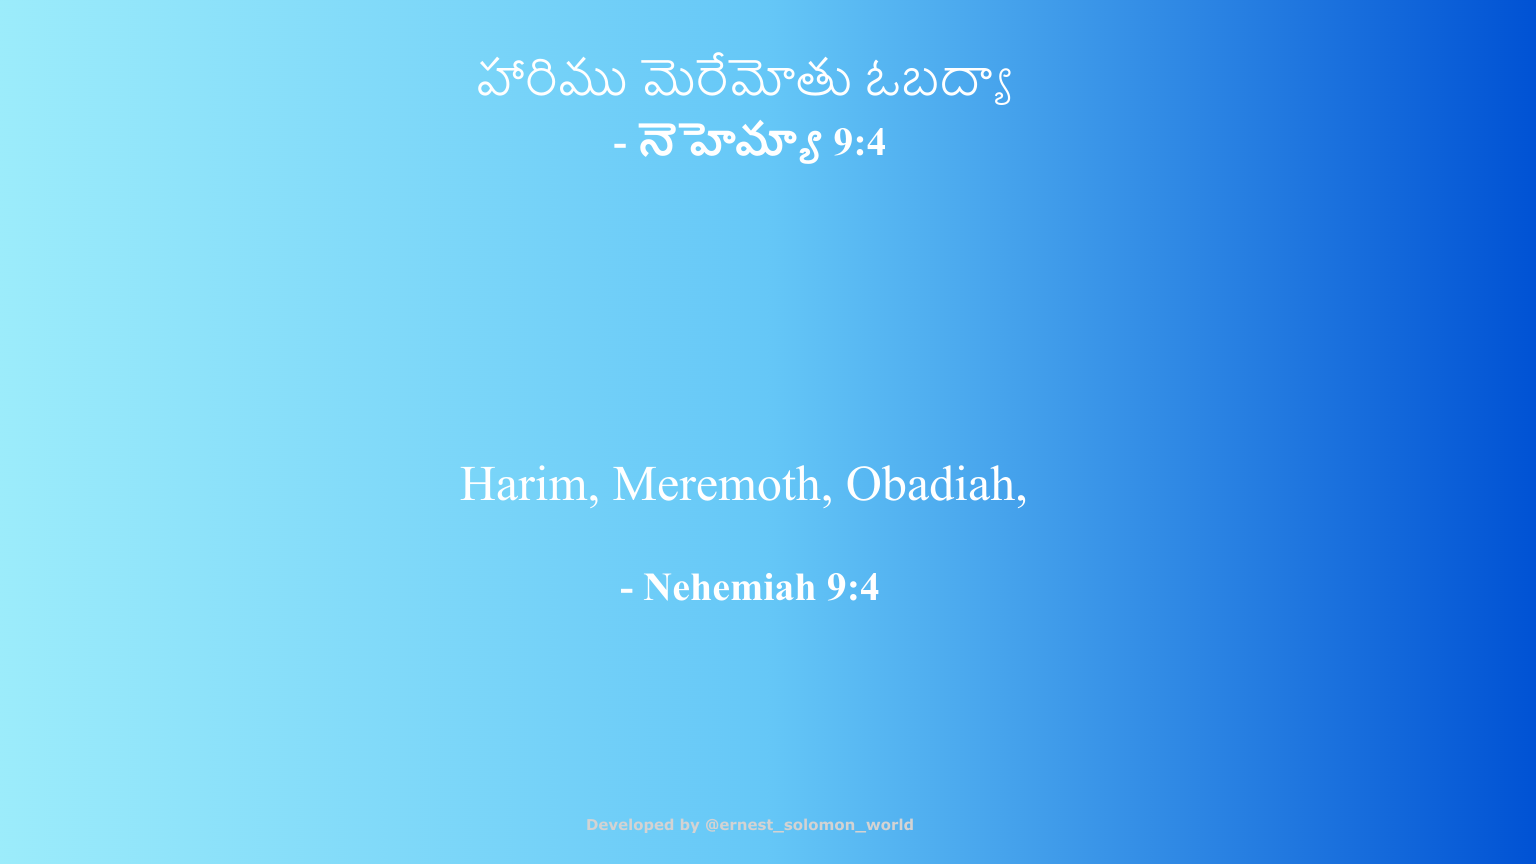 హారిము మెరేమోతు ఓబద్యా
- నెహెమ్యా 9:4
Harim, Meremoth, Obadiah,
- Nehemiah 9:4
Developed by @ernest_solomon_world